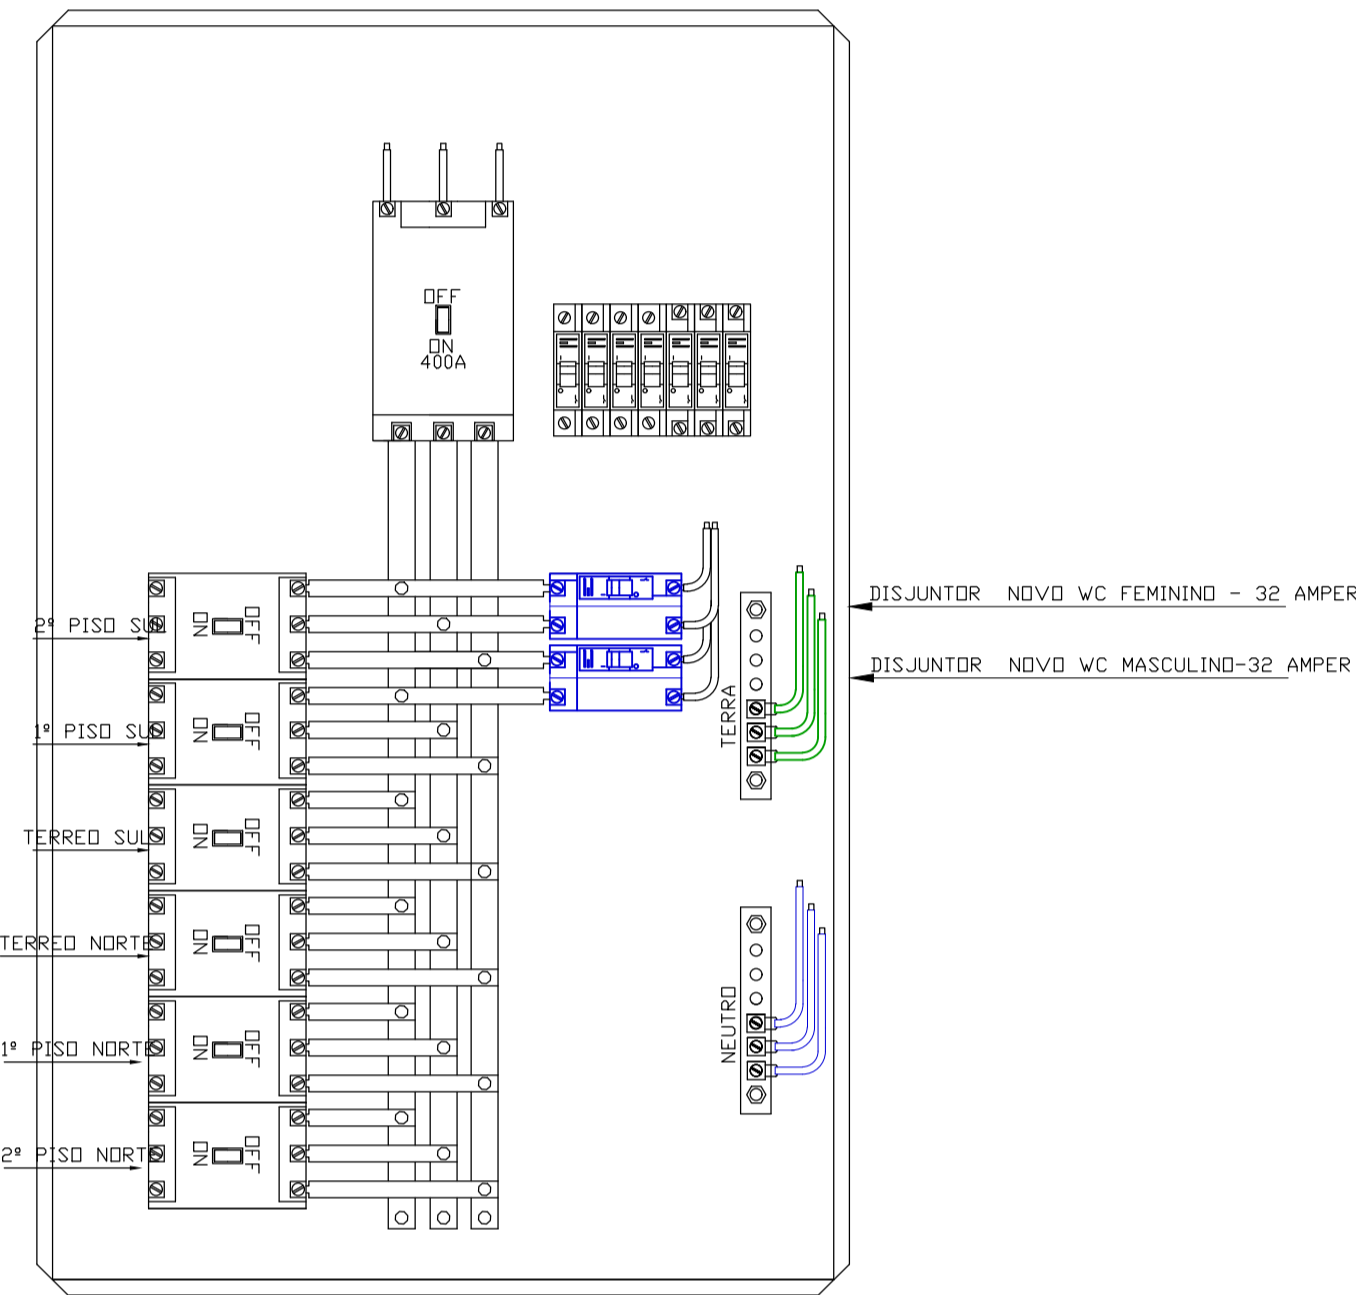 OFF
ON
400A
DISJUNTOR NOVO WC FEMININO - 32 AMPER
DISJUNTOR NOVO WC MASCULINO-32 AMPER
2º PISO SUL
ON
OFF
1º PISO SUL
ON
OFF
TERRA
TERREO SUL
ON
OFF
TERREO NORTE
ON
OFF
NEUTRO
1º PISO NORTE
ON
OFF
2º PISO NORTE
ON
OFF